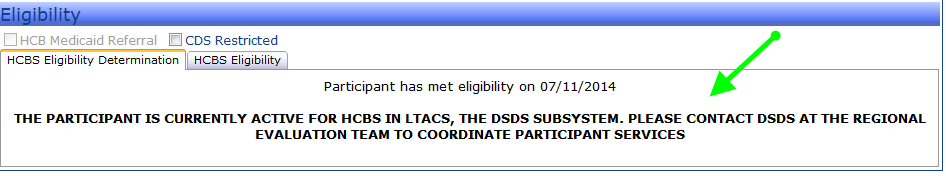 Eligibility
HCB Medicaid Referral CDS Restricted
HCBS Eligibility Determination HCBS Eligibility
Participant has met eligibility on 07/11/2014
THE PARTICIPANT IS CURRENTLY ACTIVE FOR HCBS IN LTACS, THE DSDS SUBSYSTEM. PLEASE CONTACT DSDS AT THE REGIONAL
EVALUATION TEAM TO COORDINATE PARTICIPANT SERVICES